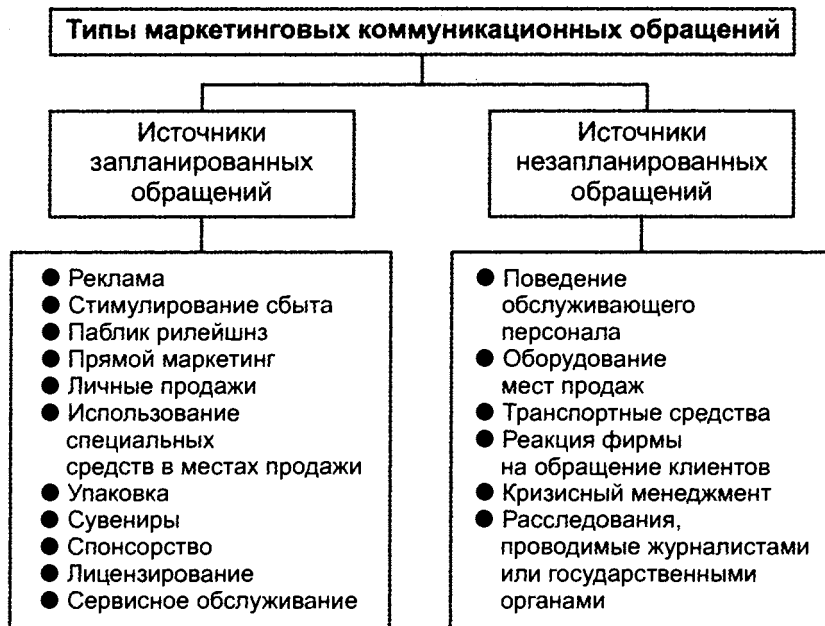 Типы маркетинговых коммуникационных обращений
Источники
запланированных
обращений
Источники
незапланированных
обращений
● Реклама
● Стимулирование сбыта
● Паблик рилейшнз
● Прямой маркетинг
● Личные продажи
● Использование
специальных
средств в местах продажи
● Упаковка
● Сувениры
● Спонсорство
● Лицензирование
● Сервисное обслуживание
● Поведение
обслуживающего
персонала
● Оборудование
мест продаж
● Транспортные средства
● Реакция фирмы
на обращение клиентов
● Кризисный менеджмент
● Расследования,
проводимые журналистами
или государственными
органами